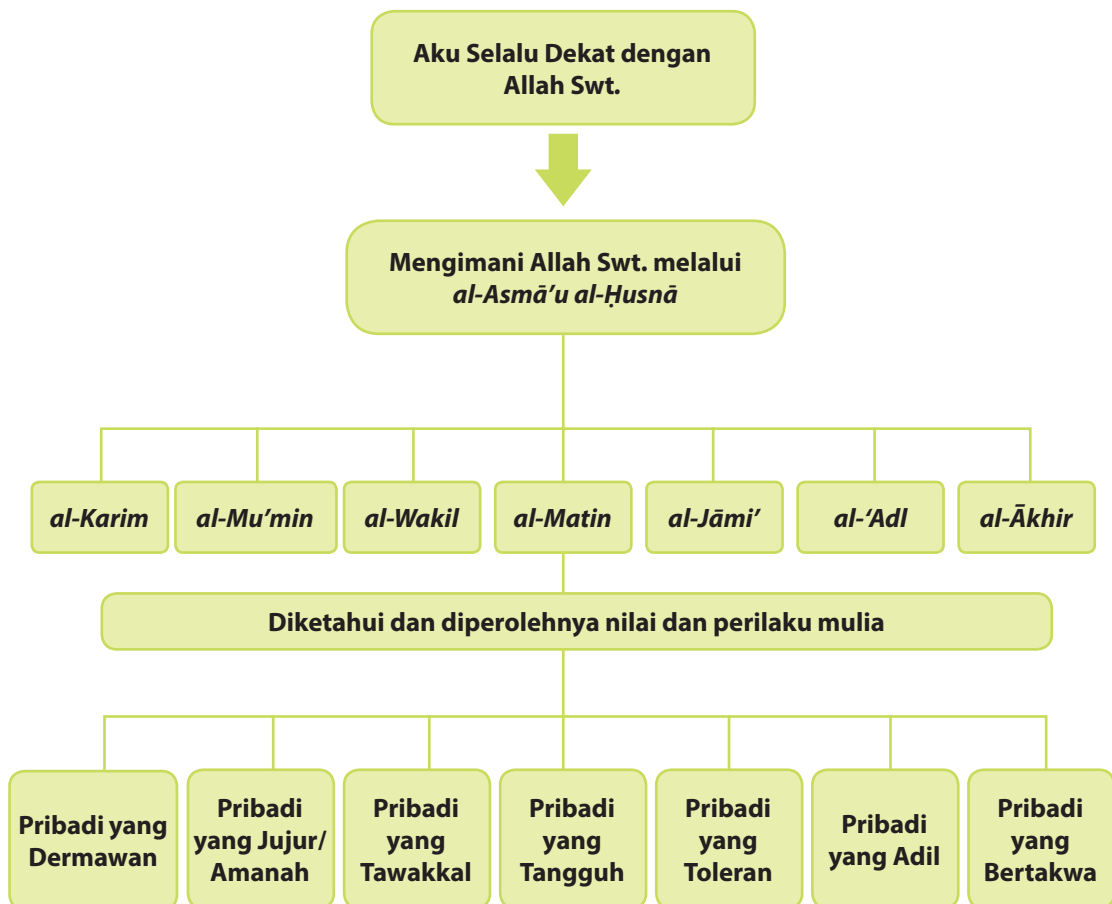 Aku Selalu Dekat dengan
Allah Swt.
Mengimani Allah Swt. melalui
al-Asmā’u al-Ḥusnā
al-Karim
al-Mu’min
al-Wakil
al-Matin
al-Jāmi’
al-‘Adl
al-Ākhir
Diketahui dan diperolehnya nilai dan perilaku mulia
Pribadi yang
Dermawan
Pribadi
yang Jujur/
Amanah
Pribadi
yang
Tawakkal
Pribadi
yang
Tangguh
Pribadi
yang
Toleran
Pribadi
yang Adil
Pribadi
yang
Bertakwa